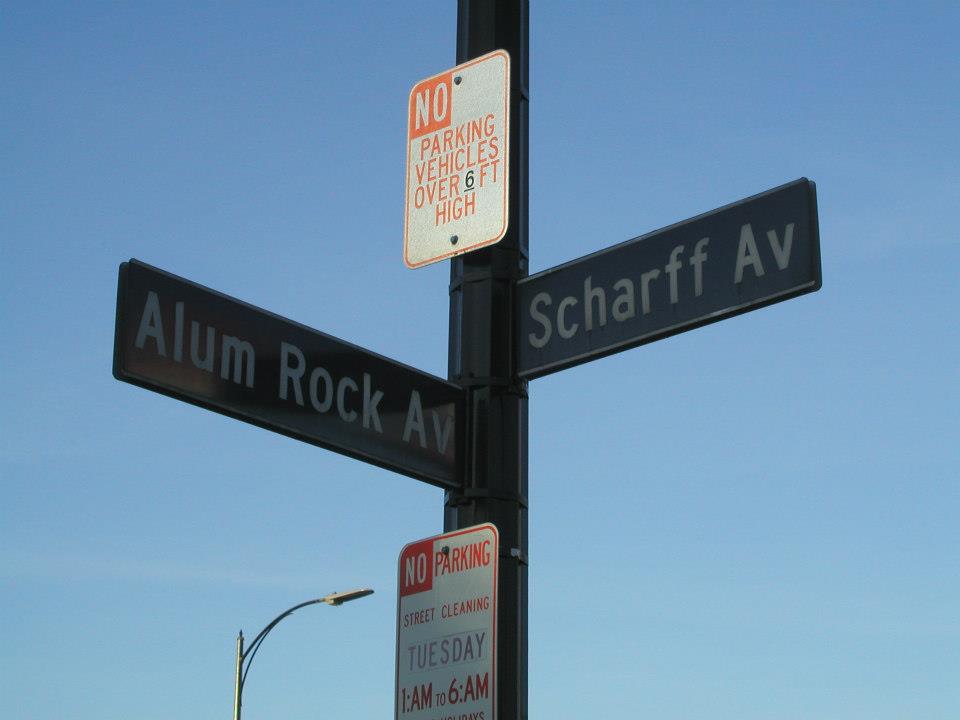 NO
PARKING
VEHICLES
OVER 6 FT
HIGH
Scharff Av
Alum Rock Av
NO PARKING
STREET CLEANING
TUESDAY
1:AM TO 6:AM
HOLIDAYS